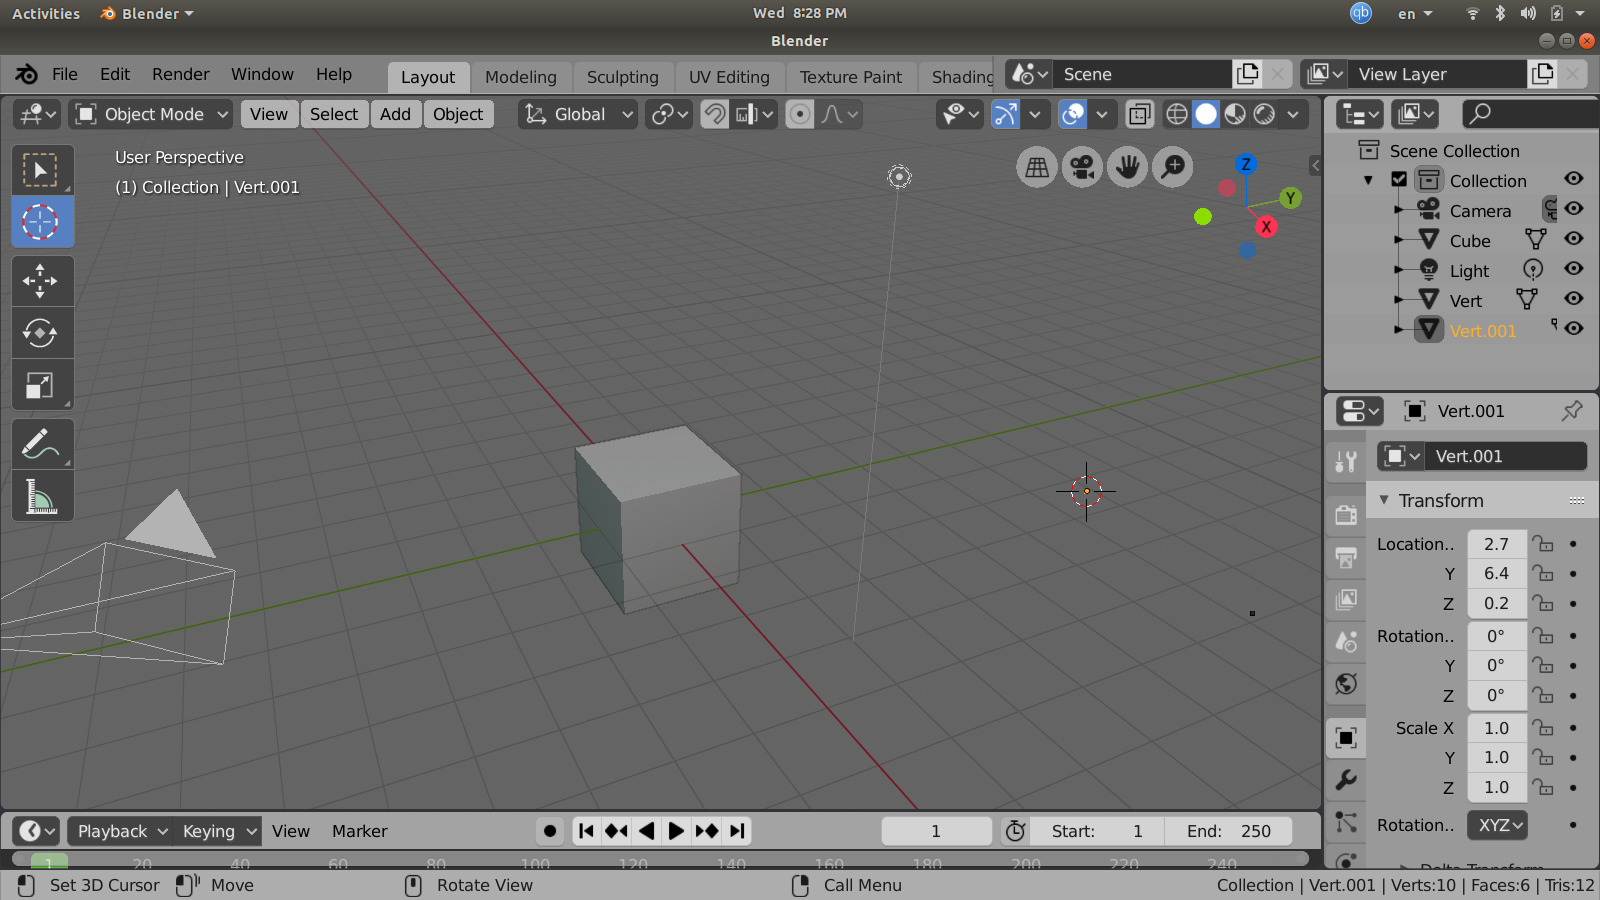 Activities Blender Wed 8:28 PM qb en
Blender
File Edit Render Window Help Layout Modeling Sculpting UV Editing Texture Paint Shading Scene View Layer
Object Mode View Select Add Object Global
User Perspective
(1) Collection | Vert.001
Z
Y
X
Scene Collection
Collection
Camera
Cube
Light
Vert
Vert.001
Vert.001
Vert.001
Transform
Location.. 2.7
Y 6.4
Z 0.2
Rotation.. 0°
Y 0°
Z 0°
Scale X 1.0
Y 1.0
Z 1.0
Rotation.. XYZ
Delta Transform
Playback Keying View Marker 1 Start: 1 End: 250
1 20 40 60 80 100 120 140 160 180 200 220 240
Set 3D Cursor Move Rotate View Call Menu Collection | Vert.001 | Verts:10 | Faces:6 | Tris:12